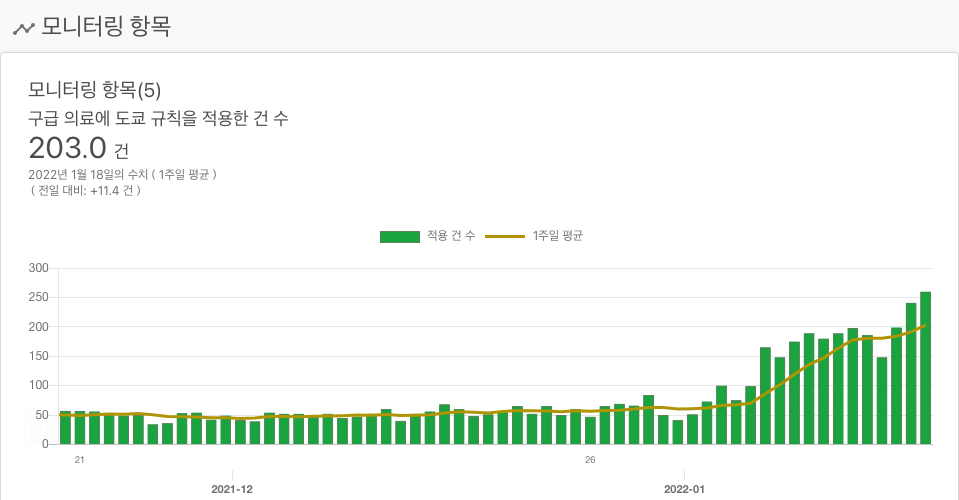 모니터링 항목
모니터링 항목(5)
구급 의료에 도쿄 규칙을 적용한 건 수
203.0 건
2022년 1월 18일의 수치 ( 1주일 평균 )
( 전일 대비: +11.4 건 )
적용 건 수 1주일 평균
300
250
200
150
100
50
0
21 26
2021-12 2022-01